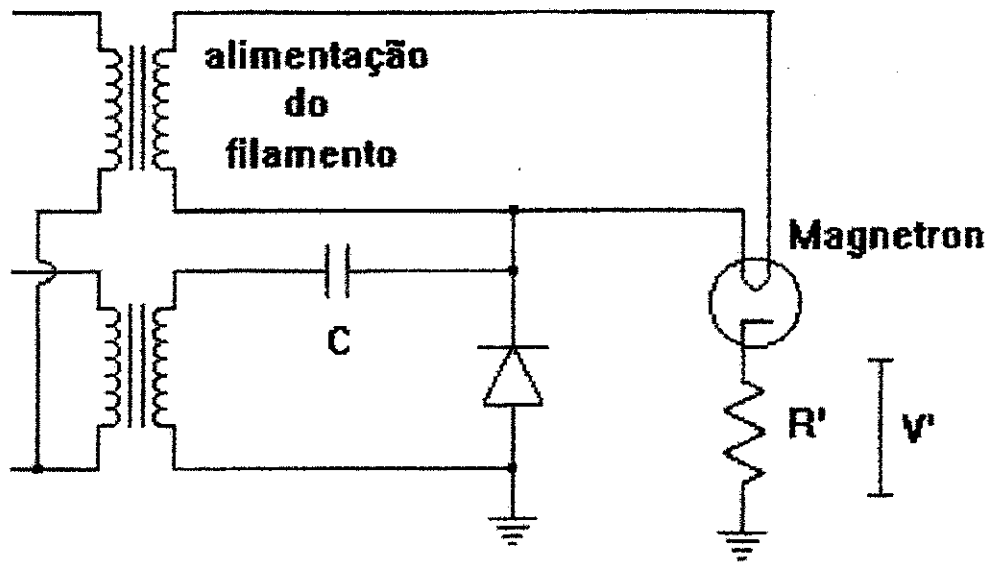 alimentação
do
filamento
Magnetron
C
R'
V'